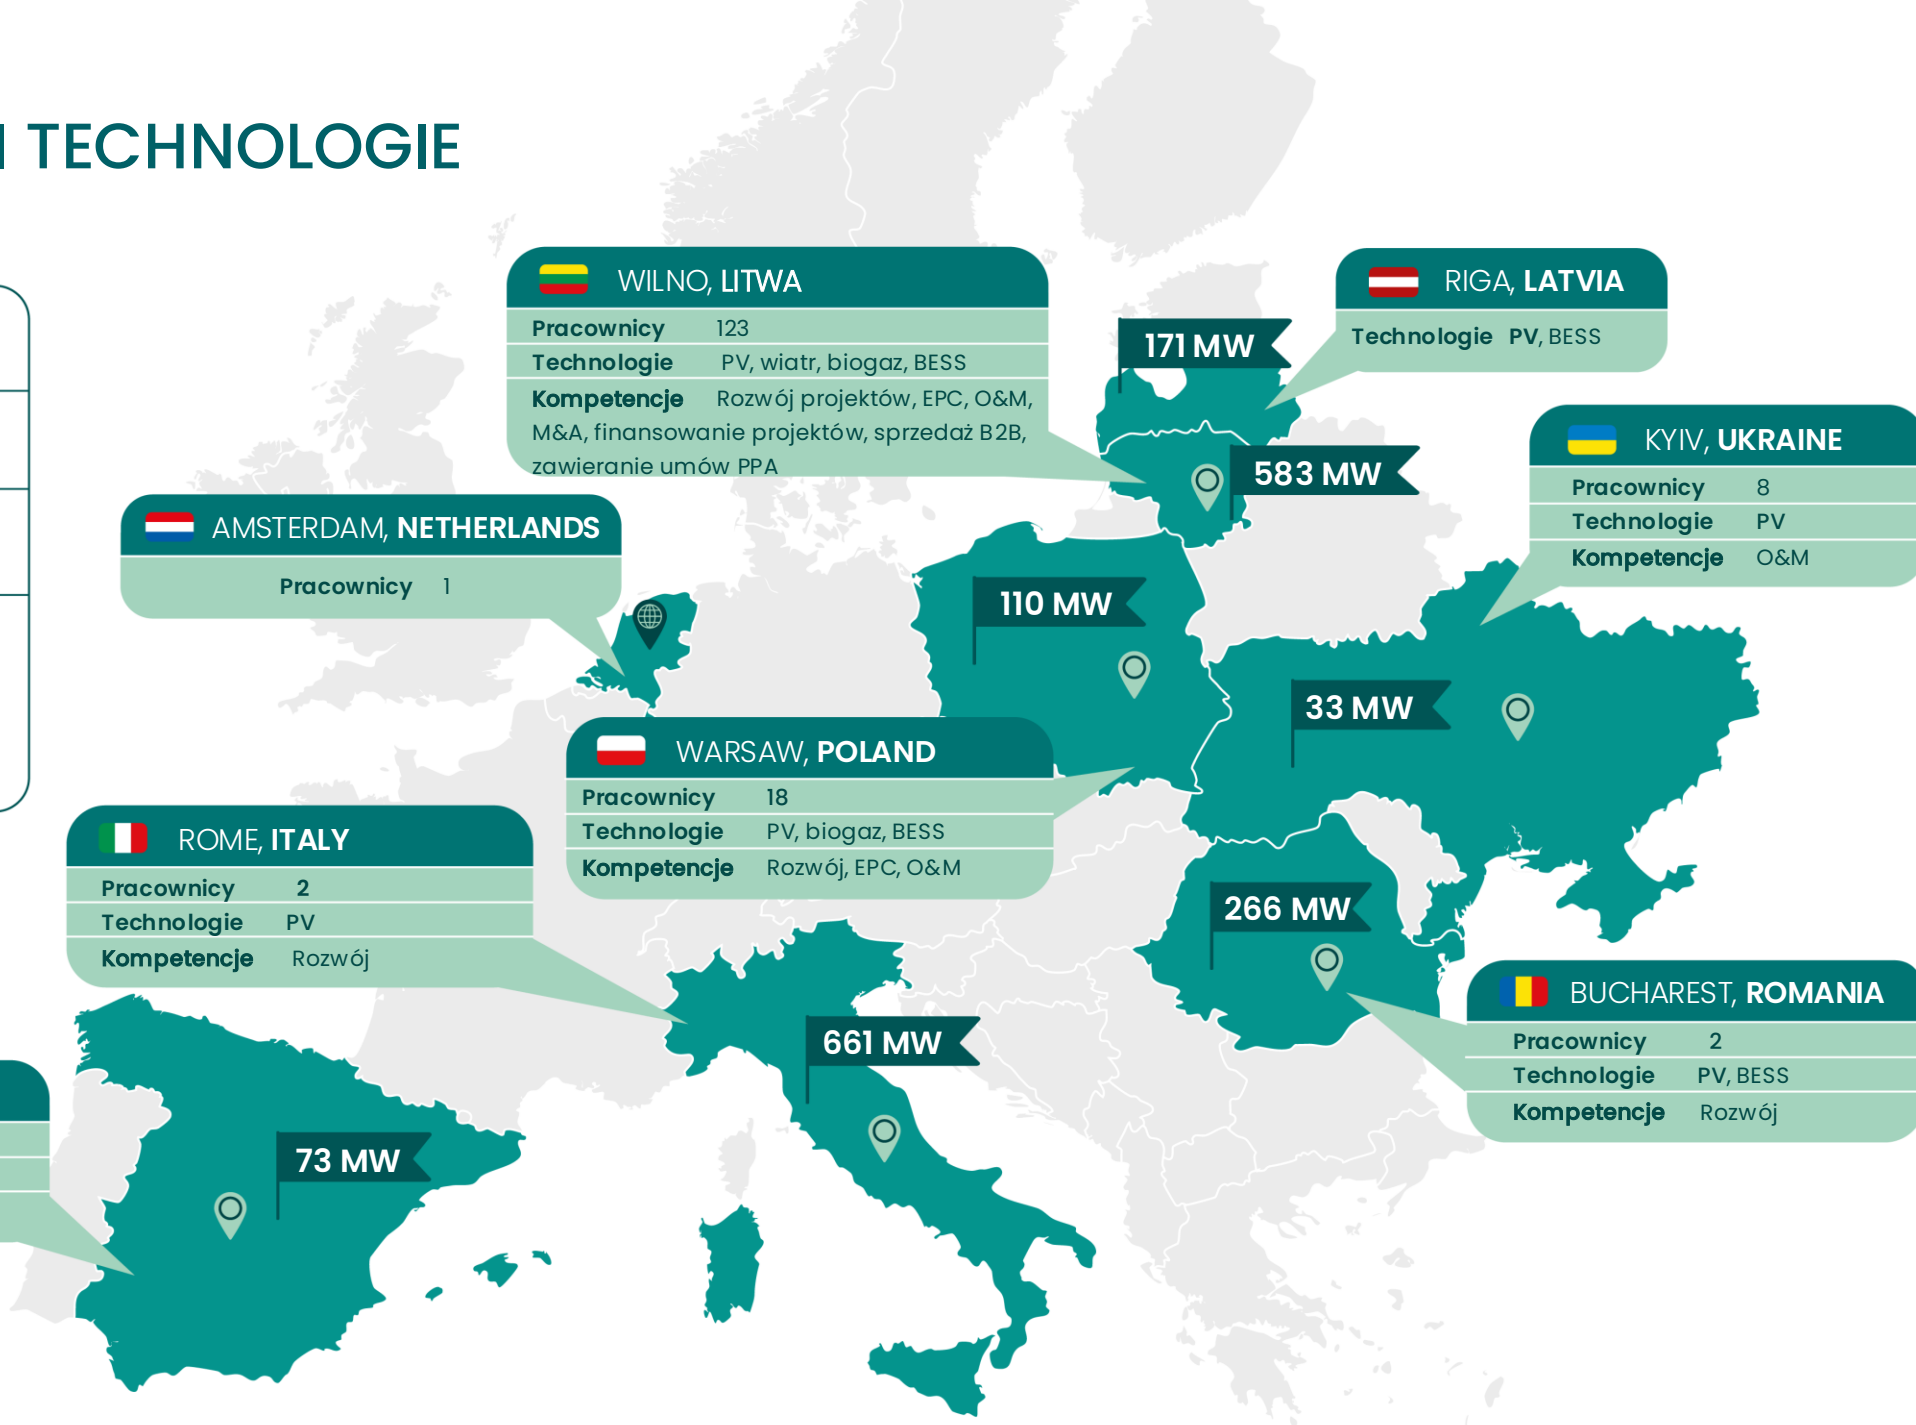 TECHNOLOGIE
WILNO, LITWA
Pracownicy 123
Technologie PV, wiatr, biogaz, BESS
Kompetencje Rozwój projektów, EPC, O&M,
M&A, finansowanie projektów, sprzedaż B2B,
zawieranie umów PPA
RIGA, LATVIA
Technologie PV, BESS
171 MW
583 MW
KYIV, UKRAINE
Pracownicy 8
Technologie PV
Kompetencje O&M
AMSTERDAM, NETHERLANDS
Pracownicy 1
110 MW
33 MW
WARSAW, POLAND
Pracownicy 18
Technologie PV, biogaz, BESS
Kompetencje Rozwój, EPC, O&M
ROME, ITALY
Pracownicy 2
Technologie PV
Kompetencje Rozwój
266 MW
BUCHAREST, ROMANIA
Pracownicy 2
Technologie PV, BESS
Kompetencje Rozwój
661 MW
73 MW